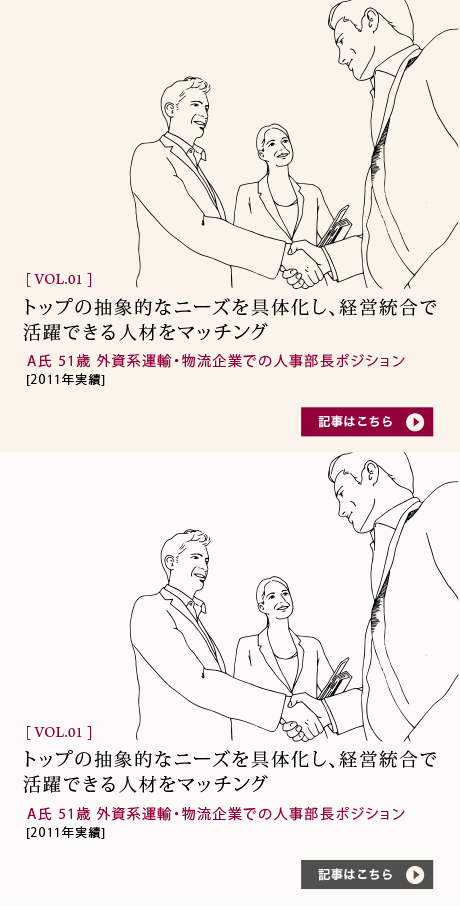 [ VOL.01 ]
トップの抽象的なニーズを具体化し、経営統合で
活躍できる人材をマッチング
A氏 51歳 外資系運輸・物流企業での人事部長ポジション
[2011年実績]
記事はこちら
[ VOL.01 ]
トップの抽象的なニーズを具体化し、経営統合で
活躍できる人材をマッチング
A氏 51歳 外資系運輸・物流企業での人事部長ポジション
[2011年実績]
記事はこちら